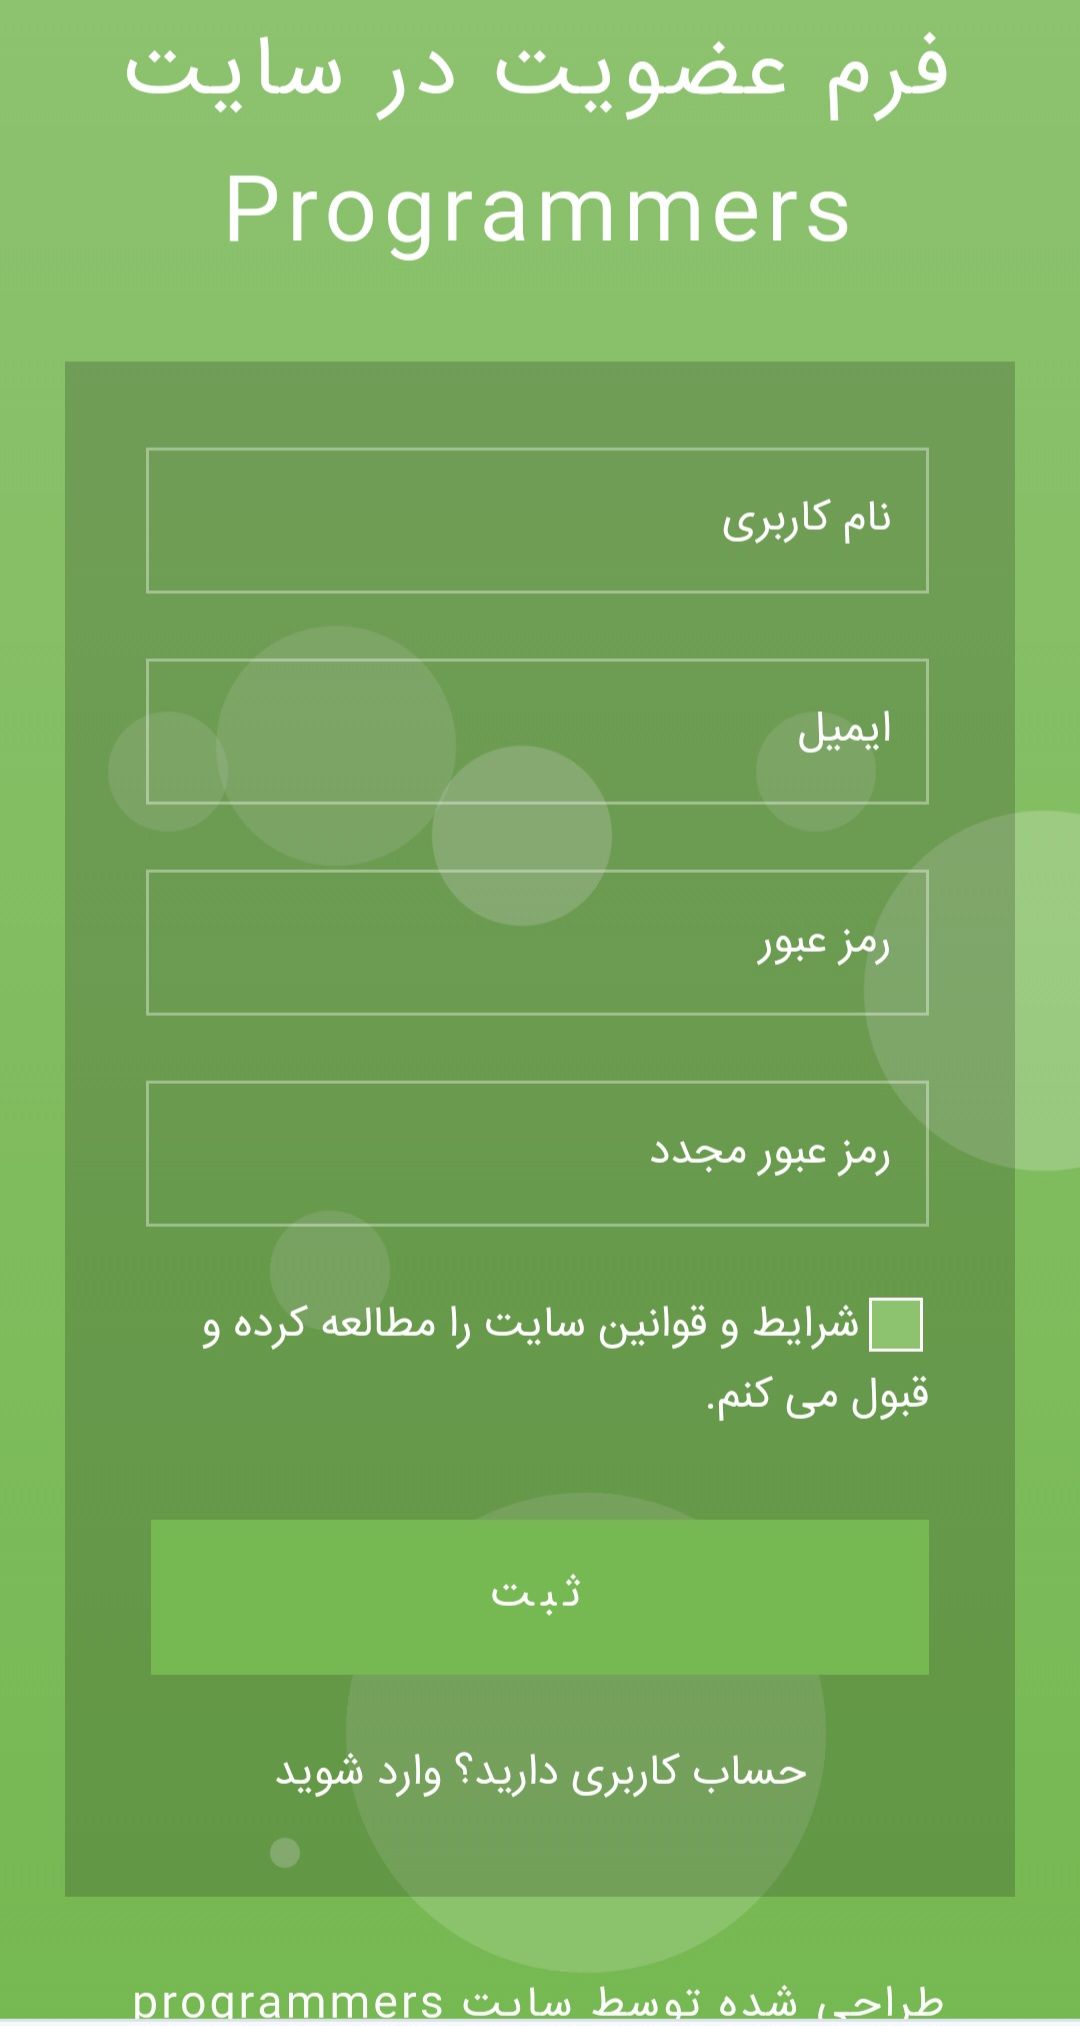 فرم عضویت در سایت
Programmers
نام کاربری
ایمیل
رمز عبور
رمز عبور مجدد
شرایط و قوانین سایت را مطالعه کرده و
قبول می کنم.
ثبت
حساب کاربری دارید؟ وارد شوید
طراحی شده توسط سایت programmers